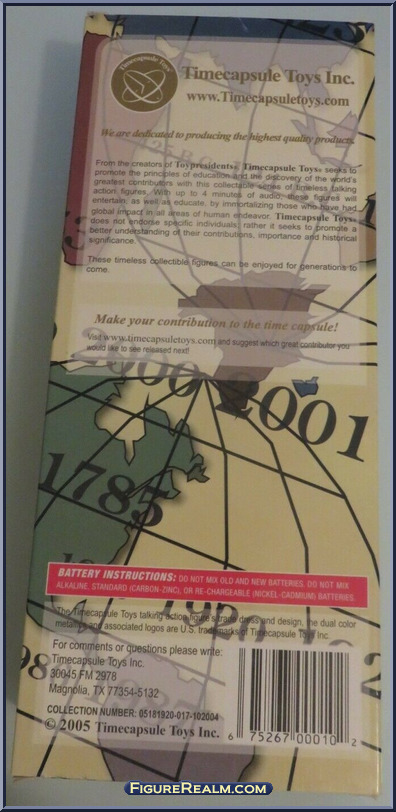 Timecapsule Toys
Timecapsule Toys Inc.
www.Timecapsuletoys.com
We are dedicated to producing the highest quality products.
From the creators of Toypresidents®, Timecapsule Toys® seeks to
promote the principles of education and the discovery of the world's
greatest contributors with this collectable series of timeless talking
action figures. With up to 4 minutes of audio, these figures will
entertain, as well as educate, by immortalizing those who have had
global impact in all areas of human endeavor. Timecapsule Toys®
does not endorse specific individuals; rather it seeks to promote a
better understanding of their contributions, importance and historical
significance.
These timeless collectible figures can be enjoyed for generations to
come.
Make your contribution to the time capsule!
Visit www.timecapsuletoys.com and suggest which great contributor you
would like to see released next!
2000
2001
1785
BATTERY INSTRUCTIONS: DO NOT MIX OLD AND NEW BATTERIES. DO NOT MIX
ALKALINE, STANDARD (CARBON-ZINC), OR RE-CHARGEABLE (NICKEL-CADMIUM) BATTERIES.
The Timecapsule Toys talking action figure's trade dress and design, the dual color
metallips and associated logos are U.S. trademarks of Timecapsule Toys Inc.
For comments or questions please write:
Timecapsule Toys Inc.
30045 FM 2978
Magnolia, TX 77354-5132
COLLECTION NUMBER: 05181920-017-102004
© 2005 Timecapsule Toys Inc.
6 75267 00010 2
FigureRealm.com